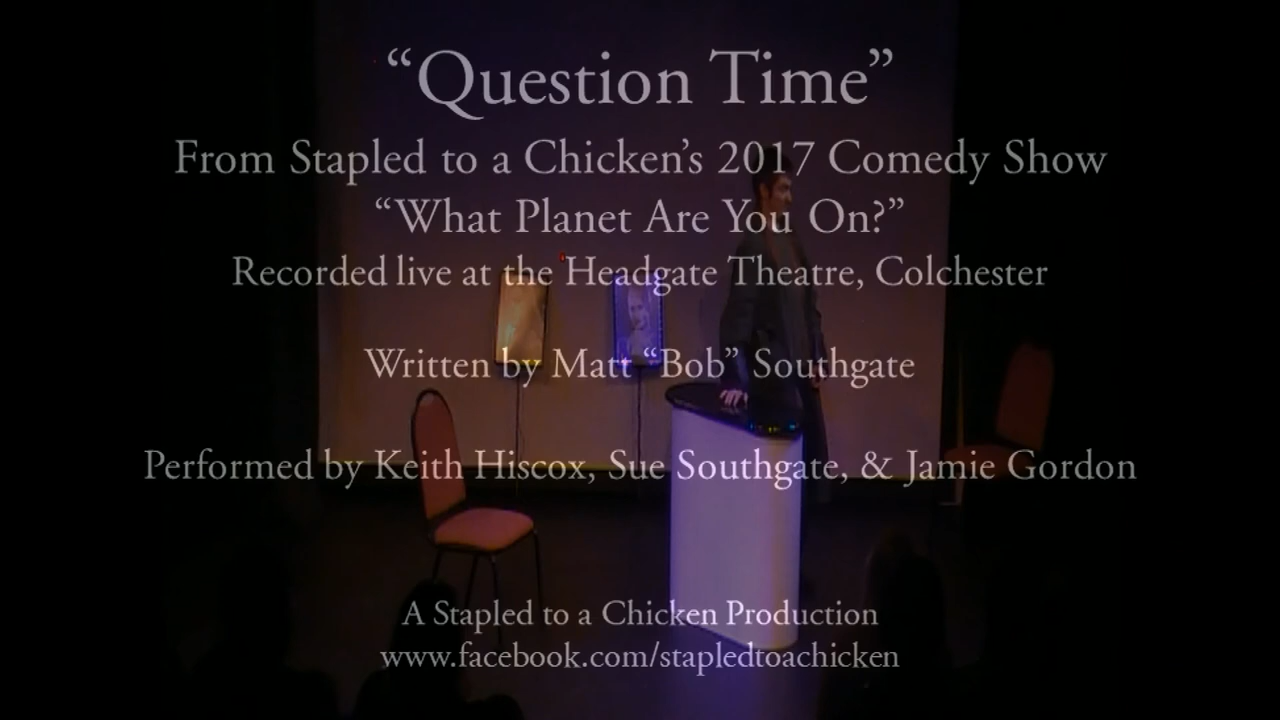 “Question Time”
From Stapled to a Chicken’s 2017 Comedy Show
“What Planet Are You On?”
Recorded live at the Headgate Theatre, Colchester
Written by Matt “Bob” Southgate
Performed by Keith Hiscox, Sue Southgate, & Jamie Gordon
A Stapled to a Chicken Production
www.facebook.com/stapledtoachicken